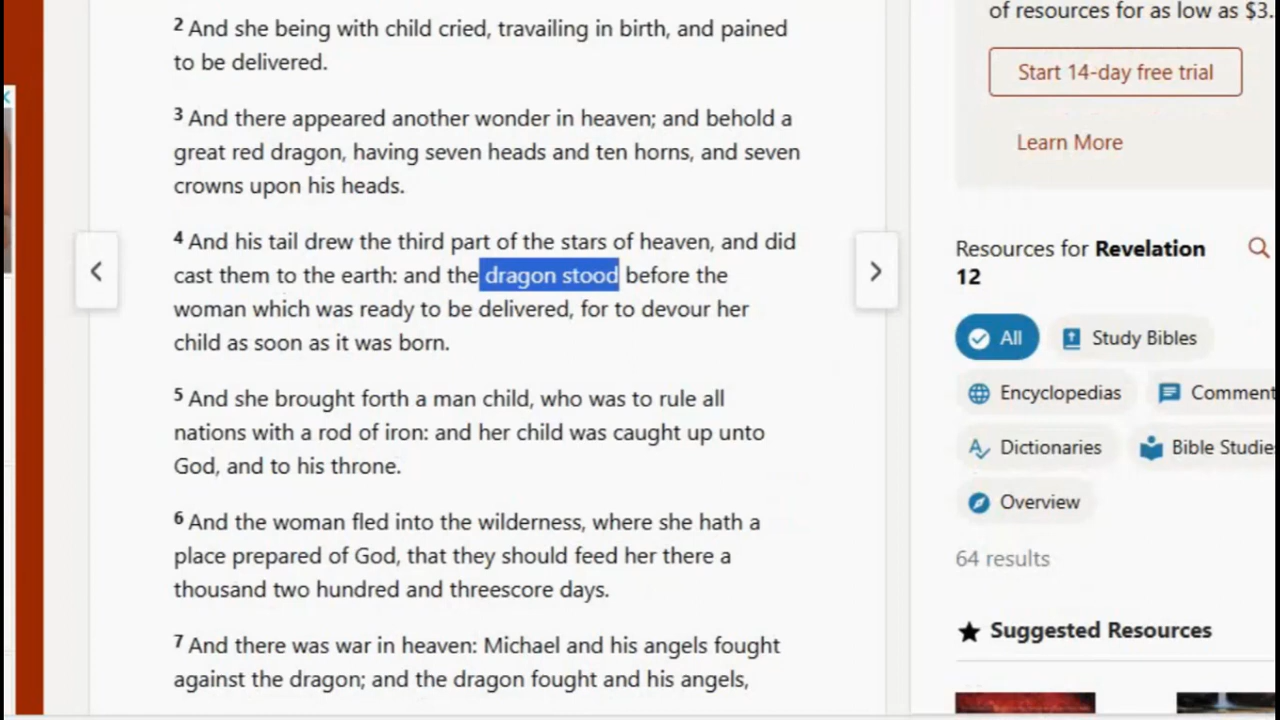 2 And she being with child cried, travailing in birth, and pained
to be delivered.
3 And there appeared another wonder in heaven; and behold a
great red dragon, having seven heads and ten horns, and seven
crowns upon his heads.
4 And his tail drew the third part of the stars of heaven, and did
cast them to the earth: and the dragon stood before the
woman which was ready to be delivered, for to devour her
child as soon as it was born.
5 And she brought forth a man child, who was to rule all
nations with a rod of iron: and her child was caught up unto
God, and to his throne.
6 And the woman fled into the wilderness, where she hath a
place prepared of God, that they should feed her there a
thousand two hundred and threescore days.
7 And there was war in heaven: Michael and his angels fought
against the dragon; and the dragon fought and his angels,
of resources for as low as $3.
Start 14-day free trial
Learn More
Resources for Revelation
12
All
Study Bibles
Encyclopedias
Comment
Dictionaries
Bible Studie
Overview
64 results
Suggested Resources